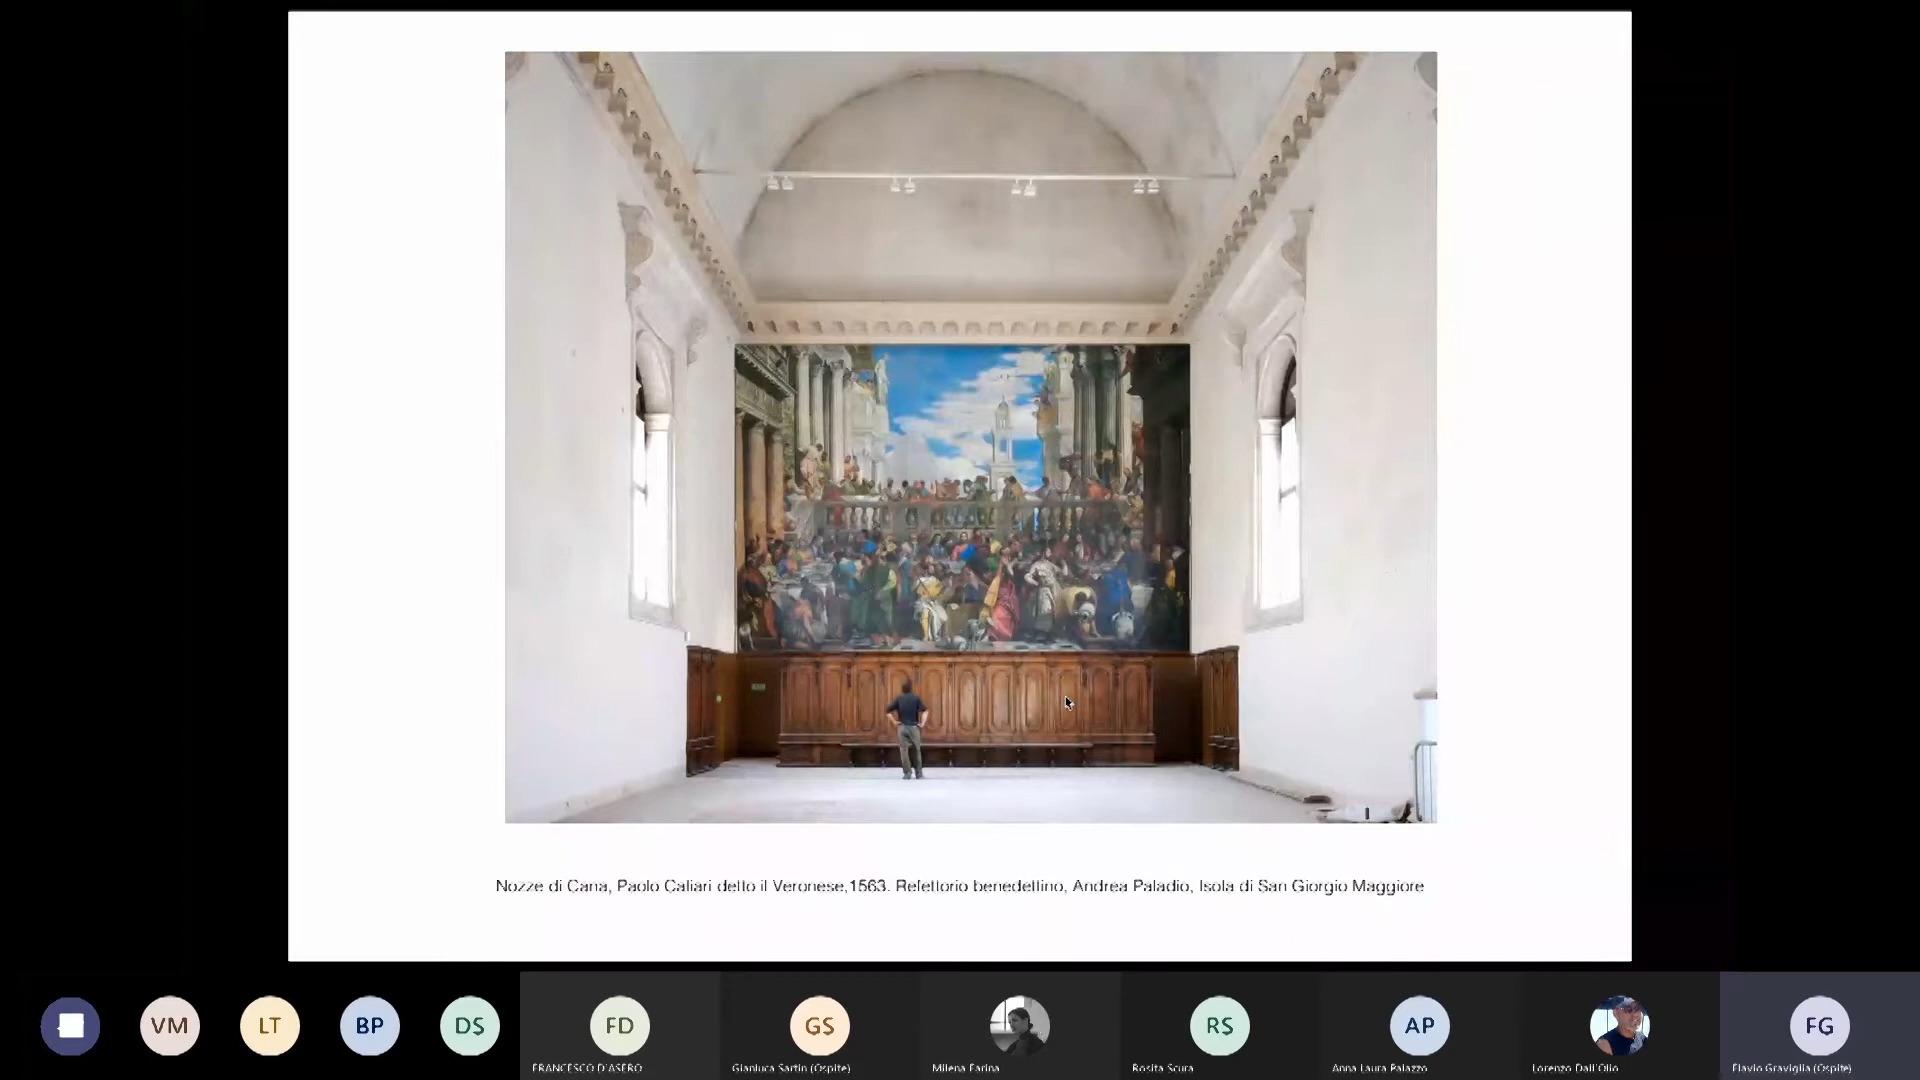 Nozze di Cana, Paolo Caliari detto il Veronese,1563. Refettorio benedettino, Andrea Paladio, Isola di San Giorgio Maggiore
VM
LT
BP
DS
FD
GS
RS
AP
FG
FRANCESCO D'ASERO
Gianluca Sartin (Ospite)
Milena Farina
Rosita Scura
Anna Laura Palazzo
Lorenzo Dall'Olio
Flavio Graviglia (Ospite)